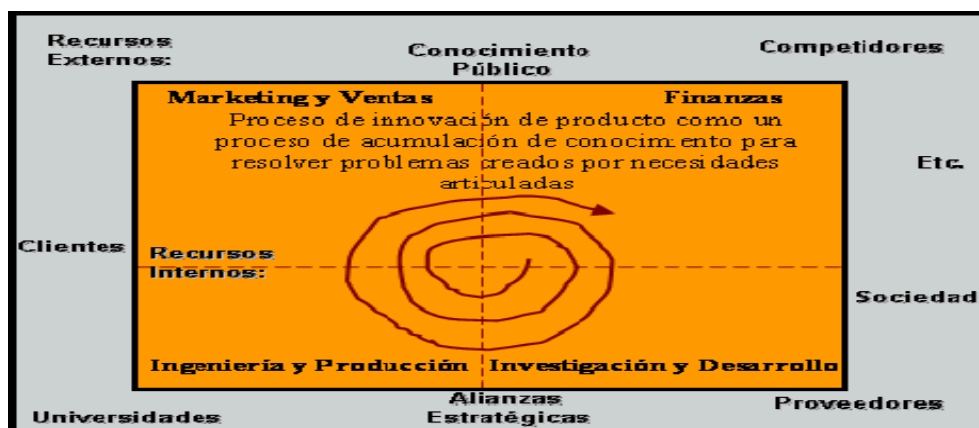 Recursos
Externos:
Conocimiento
Público
Competidores
Marketing y Ventas
Finanzas
Proceso de innovación de producto como un
proceso de acumulación de conocimiento para
resolver problemas creados por necesidades
articuladas
Etc.
Clientes
Recursos
Internos:
Sociedad
Ingeniería y Producción
Investigación y Desarrollo
Universidades
Alianzas
Estratégicas
Proveedores